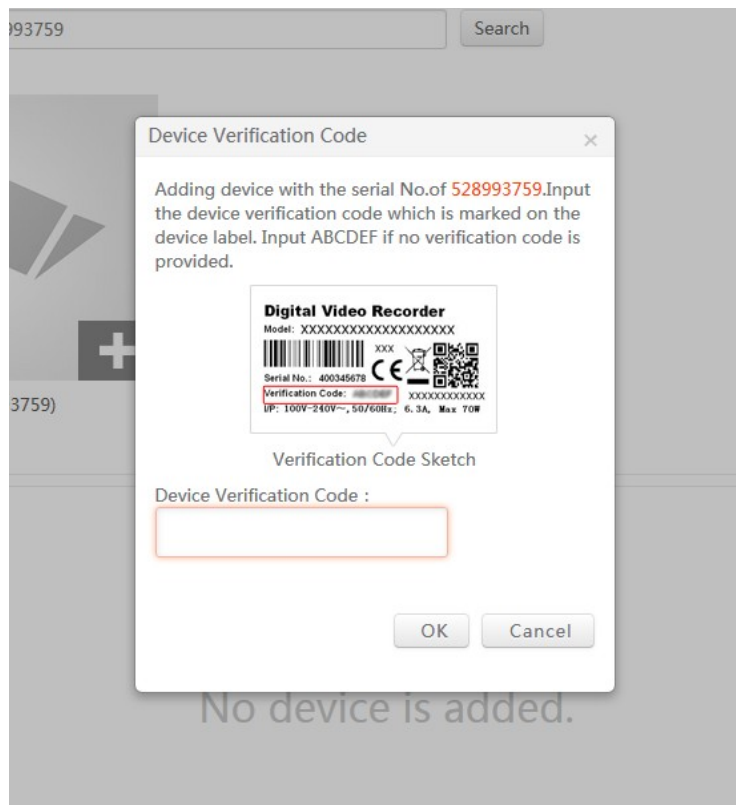 993759
Search
Device Verification Code
×
Adding device with the serial No.of 528993759.Input
the device verification code which is marked on the
device label. Input ABCDEF if no verification code is
provided.
Digital Video Recorder
Model: XXXXXXXXXXXXXXXXXXX
XXX
CE
Serial No.: 400345678
Verification Code:
XXXXXXXXXXXX
I/P: 100V-240V~, 50/60Hz; 6.3A, Max 70W
3759)
Verification Code Sketch
Device Verification Code :
OK
Cancel
No device is added.